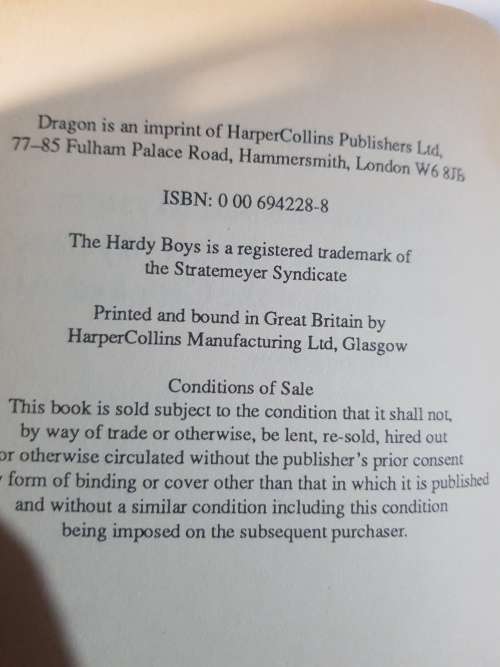 Dragon is an imprint of HarperCollins Publishers Ltd,
77–85 Fulham Palace Road, Hammersmith, London W6 8JB
ISBN: 0 00 694228-8
The Hardy Boys is a registered trademark of
the Stratemeyer Syndicate
Printed and bound in Great Britain by
HarperCollins Manufacturing Ltd, Glasgow
Conditions of Sale
This book is sold subject to the condition that it shall not,
by way of trade or otherwise, be lent, re-sold, hired out
or otherwise circulated without the publisher's prior consent
form of binding or cover other than that in which it is published
and without a similar condition including this condition
being imposed on the subsequent purchaser.